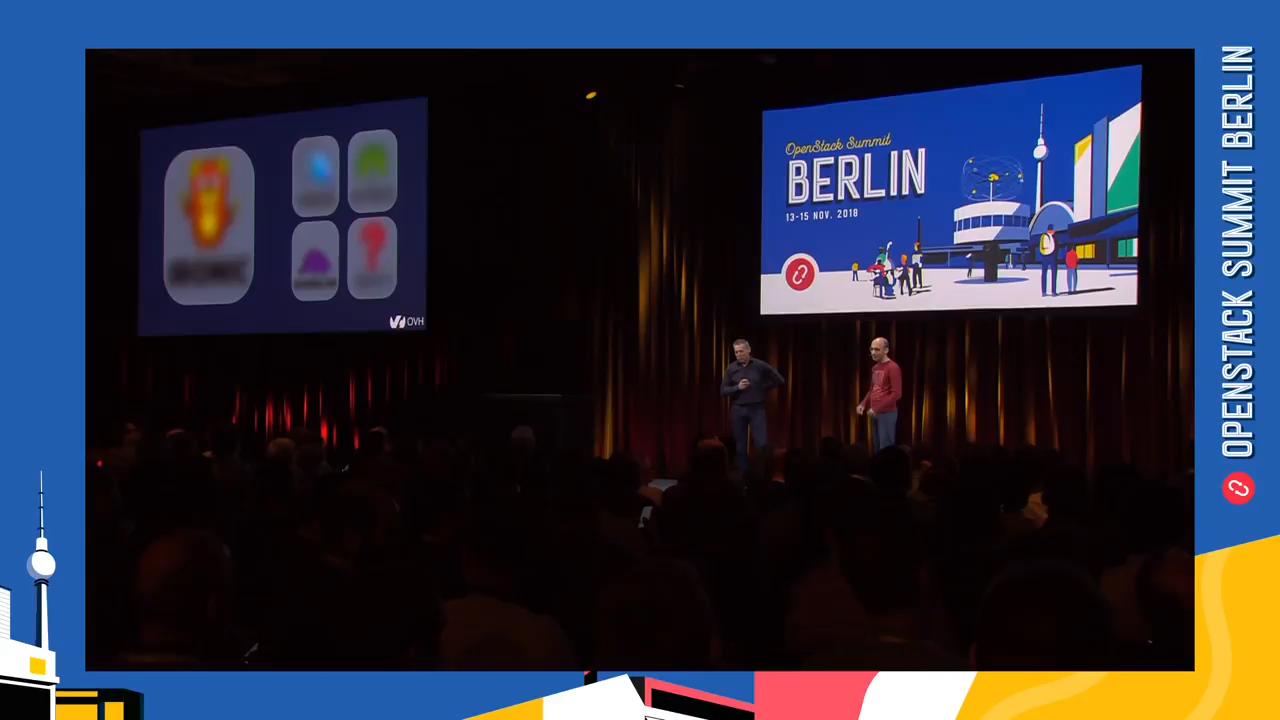 OVH
OpenStack Summit
BERLIN
13-15 NOV. 2018
OPENSTACK SUMMIT BERLIN